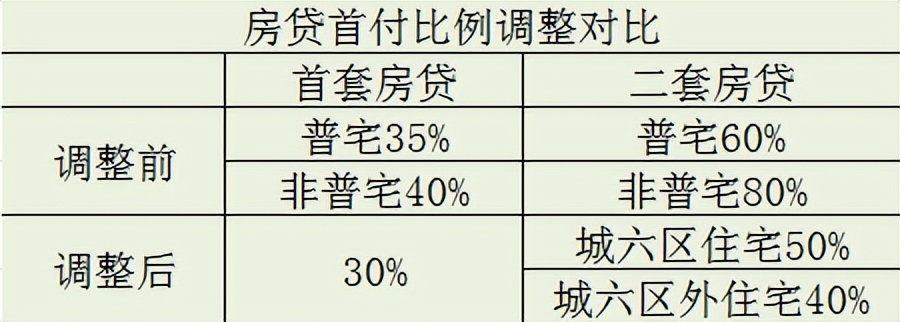 房贷首付比例调整对比
首套房贷 二套房贷
调整前 普宅35% 普宅60%
非普宅40% 非普宅80%
调整后 30% 城六区住宅50%
城六区外住宅40%